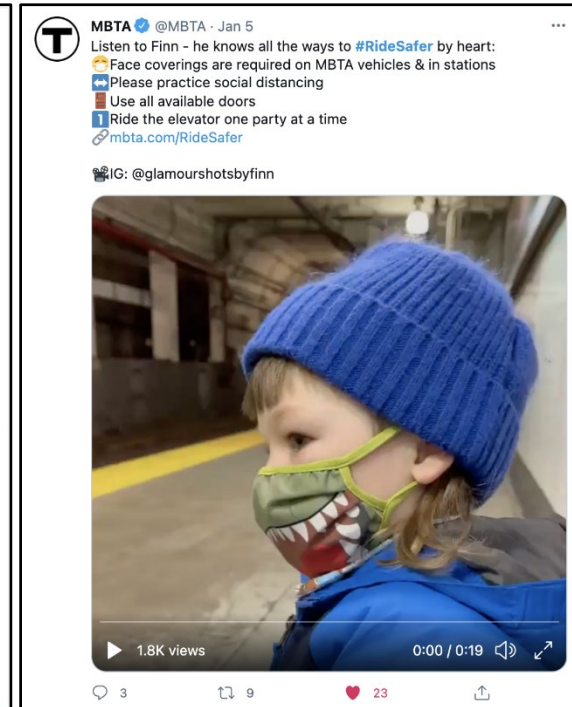 MBTA @MBTA · Jan 5
Listen to Finn - he knows all the ways to #RideSafer by heart:
😷Face coverings are required on MBTA vehicles & in stations
↔️Please practice social distancing
🚪Use all available doors
1️⃣Ride the elevator one party at a time
🔗mbta.com/RideSafer
📽️IG: @glamourshotsbyfinn
1.8K views 0:00 / 0:19
3 9 23